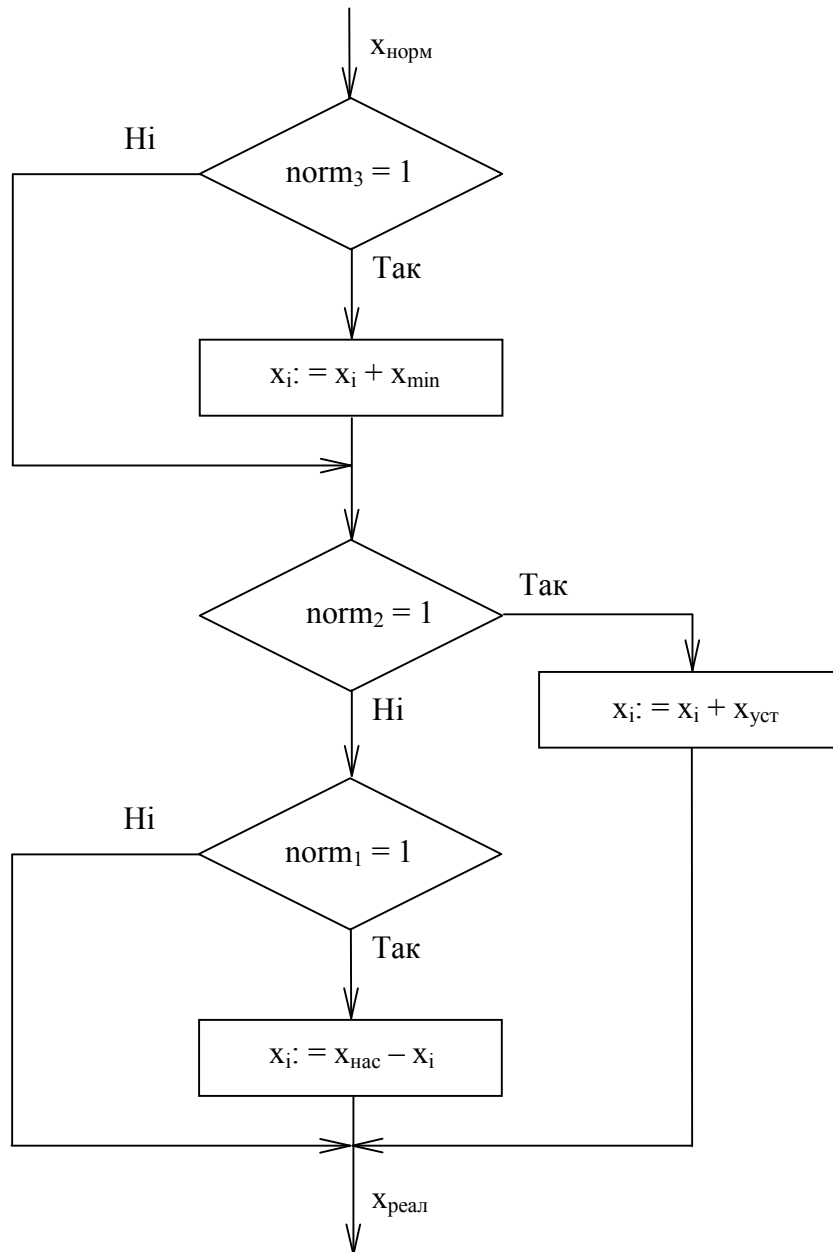 xнорм
Ні
norm3 = 1
Так
xi: = xi + xmin
Так
norm2 = 1
Ні
xi: = xi + xуст
Ні
norm1 = 1
Так
xi: = xнас – xi
xреал